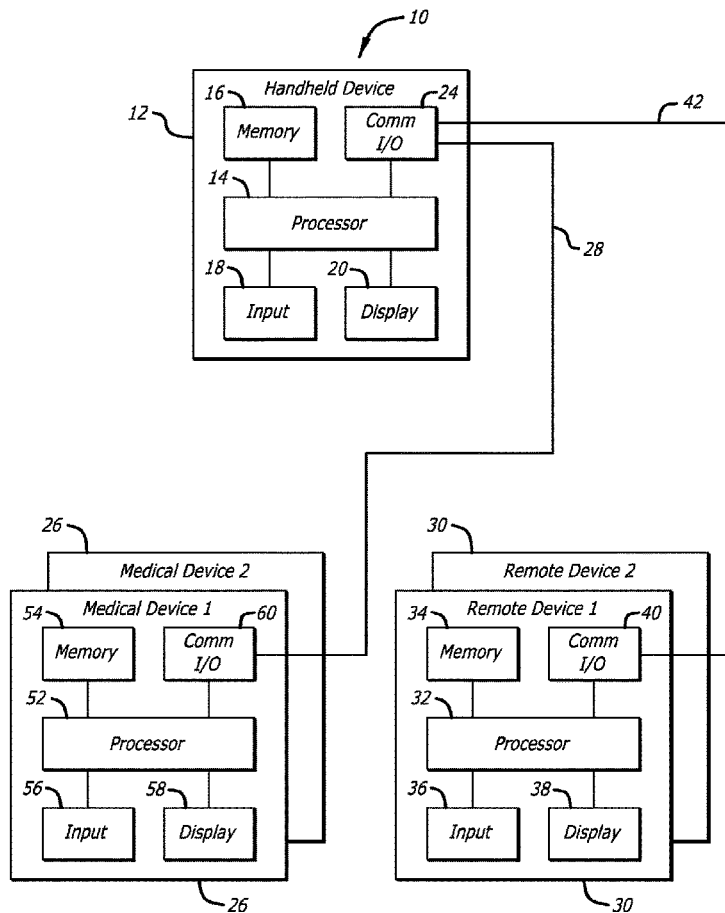 10
Handheld Device
12
16
24
42
Memory
Comm
I/O
14
Processor
28
18
20
Input
Display
26
30
Medical Device 2
Remote Device 2
Medical Device 1
Remote Device 1
54
60
34
40
Memory
Comm
I/O
Memory
Comm
I/O
52
32
Processor
Processor
56
58
36
38
Input
Display
Input
Display
26
30